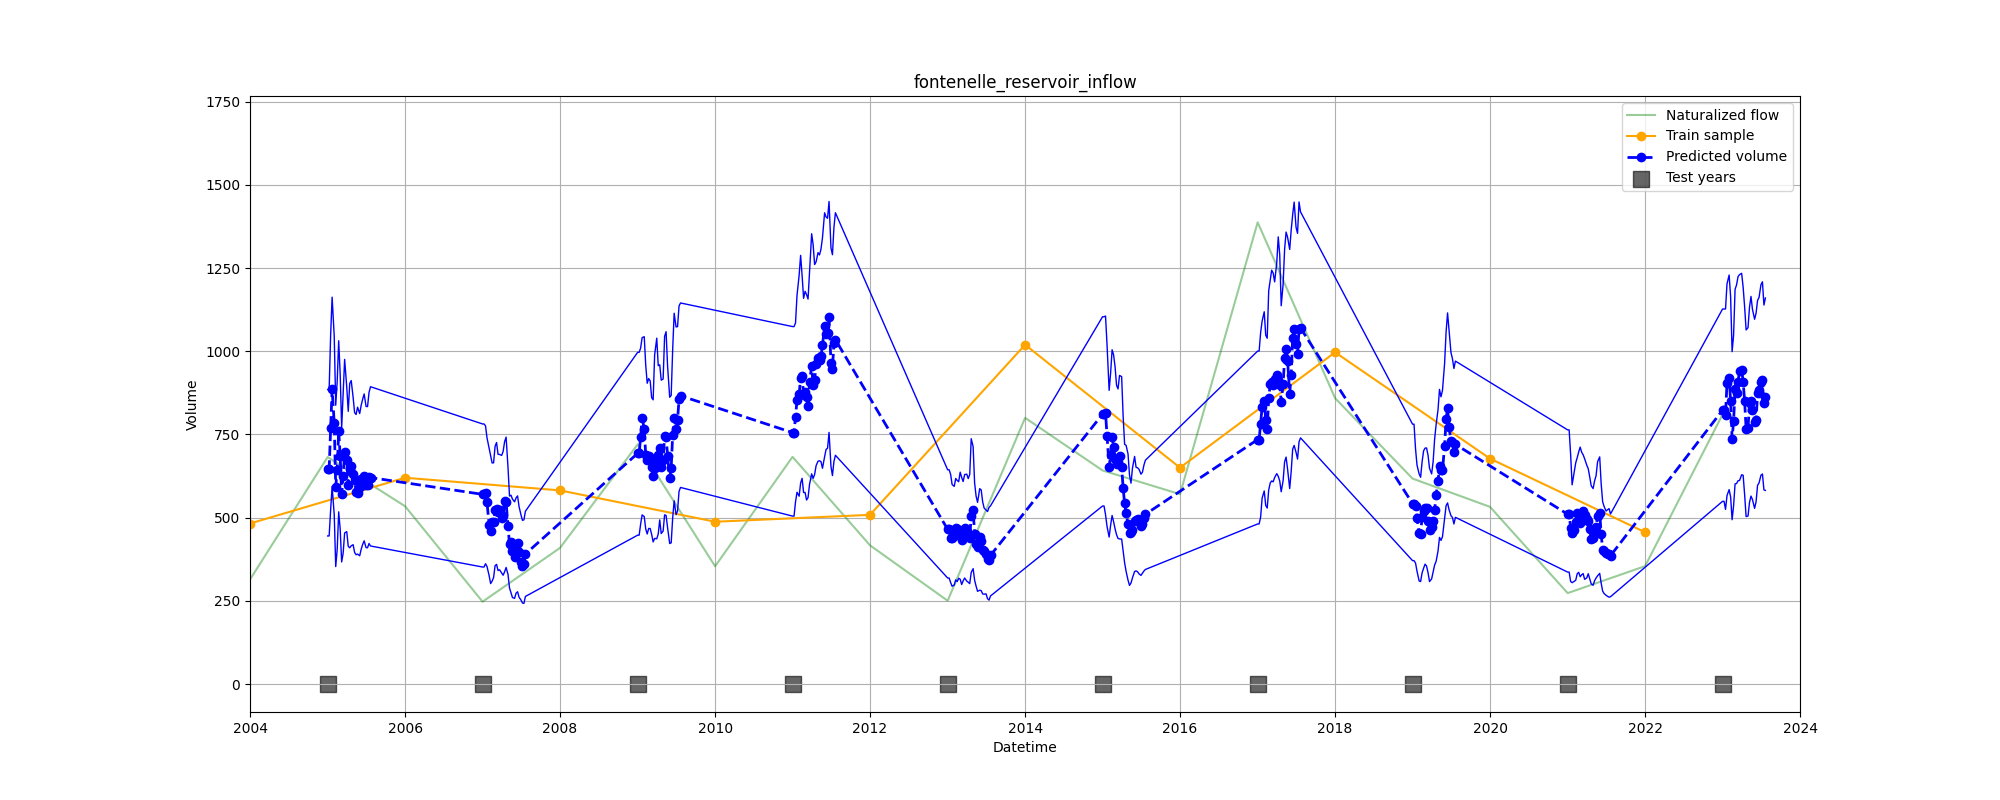 fontenelle_reservoir_inflow
1750
1500
1250
1000
750
500
250
0
Volume
Naturalized flow
Train sample
Predicted volume
Test years
2004 2006 2008 2010 2012 2014 2016 2018 2020 2022 2024
Datetime